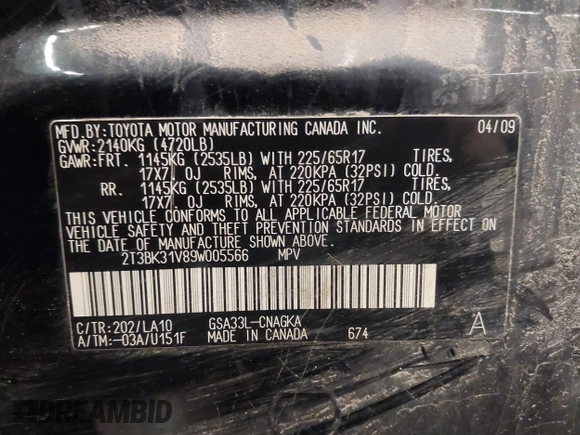 MFD.BY:TOYOTA MOTOR MANUFACTURING CANADA INC. 04/09
GVWR:2140KG (4720LB)
GAWR:FRT. 1145KG (2535LB) WITH 225/65R17 TIRES,
17X7 OJ RIMS, AT 220KPA (32PSI) COLD.
RR. 1145KG (2535LB) WITH 225/65R17 TIRES,
17X7 OJ RIMS, AT 220KPA (32PSI) COLD.
THIS VEHICLE CONFORMS TO ALL APPLICABLE FEDERAL MOTOR
VEHICLE SAFETY AND THEFT PREVENTION STANDARDS IN EFFECT ON
THE DATE OF MANUFACTURE SHOWN ABOVE.
2T3BK31V89W005566 MPV
C/TR:202/LA10 GSA33L-CNAGKA
A/TM:-03A/U151F MADE IN CANADA 674 A
DREAMBID